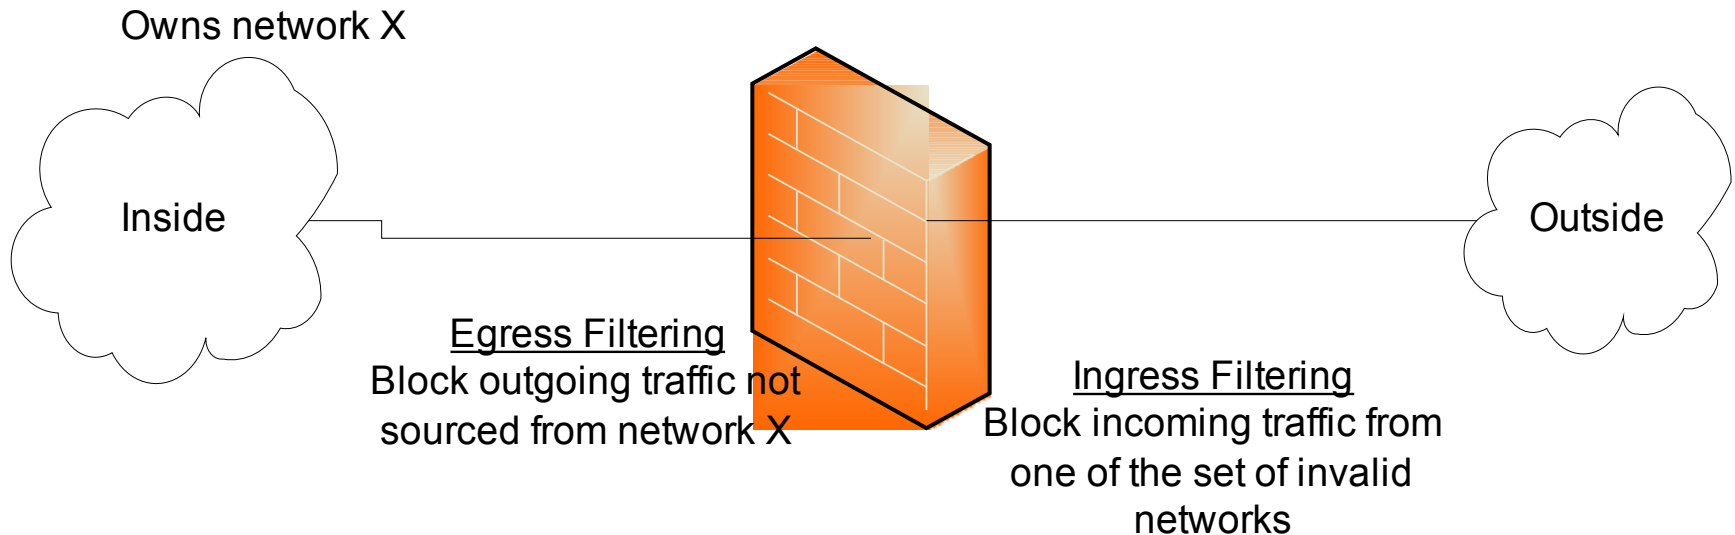 Owns network X
Inside
Outside
Egress Filtering
Block outgoing traffic not
sourced from network X
Ingress Filtering
Block incoming traffic from
one of the set of invalid
networks